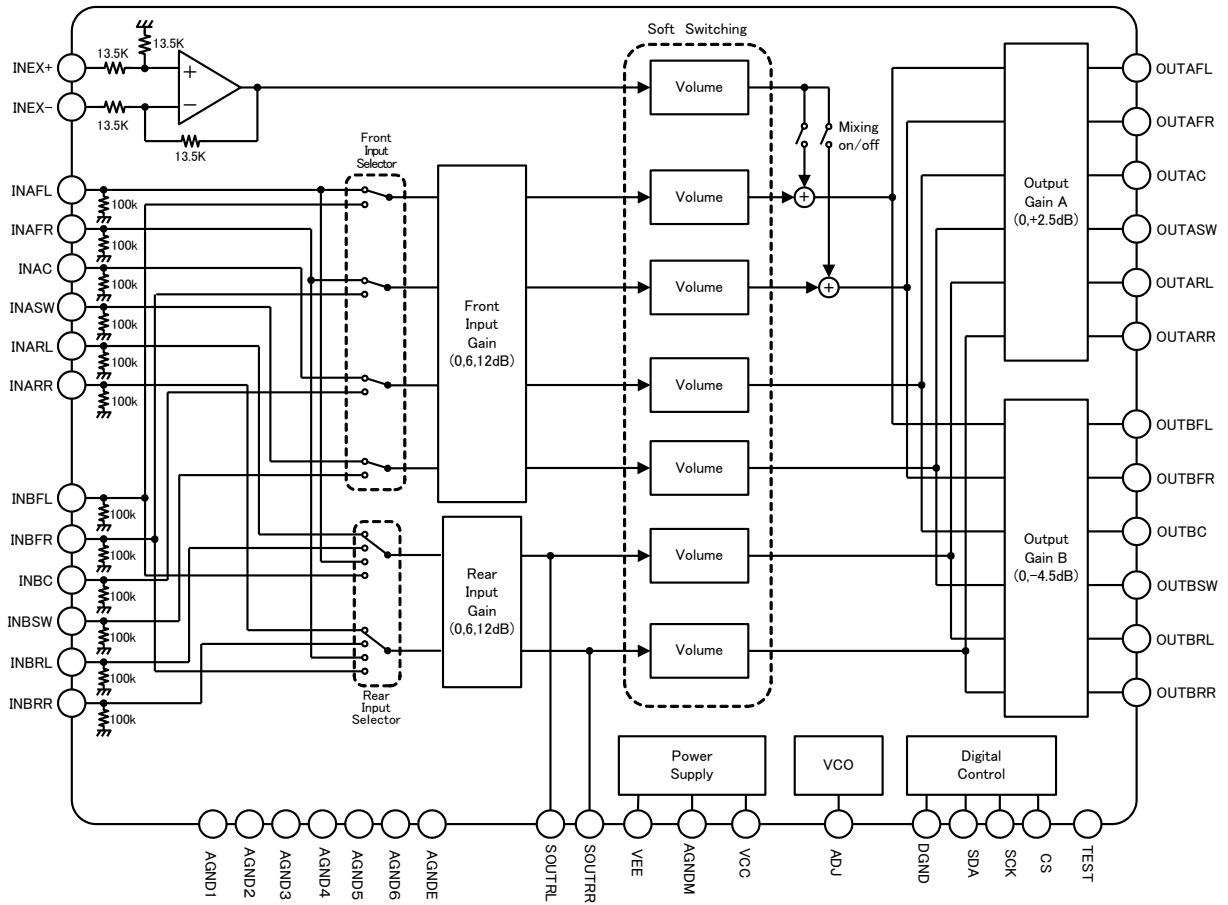 Soft Switching
INEX+
13.5K
13.5K
+
−
INEX-
13.5K
13.5K
Volume
Mixing
on/off
Front
Input
Selector
INAFL
100k
INAFR
100k
INAC
100k
INASW
100k
INARL
100k
INARR
100k
Front
Input
Gain
(0,6,12dB)
Volume
+
Volume
+
Volume
Volume
INBFL
100k
INBFR
100k
INBC
100k
INBSW
100k
INBRL
100k
INBRR
100k
Rear
Input
Selector
Rear
Input
Gain
(0,6,12dB)
Volume
Volume
Output
Gain A
(0,+2.5dB)
Output
Gain B
(0,−4.5dB)
OUTAFL
OUTAFR
OUTAC
OUTASW
OUTARL
OUTARR
OUTBFL
OUTBFR
OUTBC
OUTBSW
OUTBRL
OUTBRR
Power
Supply
VCO
Digital
Control
AGND1
AGND2
AGND3
AGND4
AGND5
AGND6
AGNDE
SOUTRL
SOUTRR
VEE
AGNDM
VCC
ADJ
DGND
SDA
SCK
CS
TEST